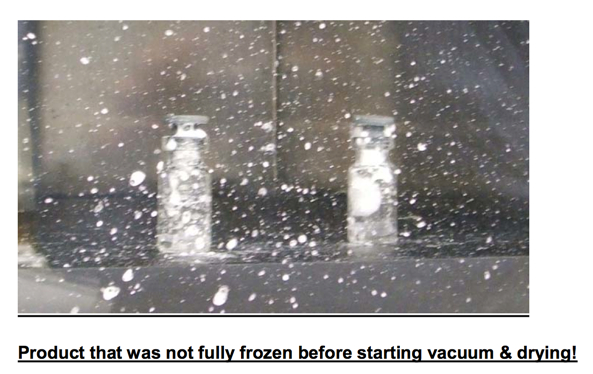 Product that was not fully frozen before starting vacuum & drying!